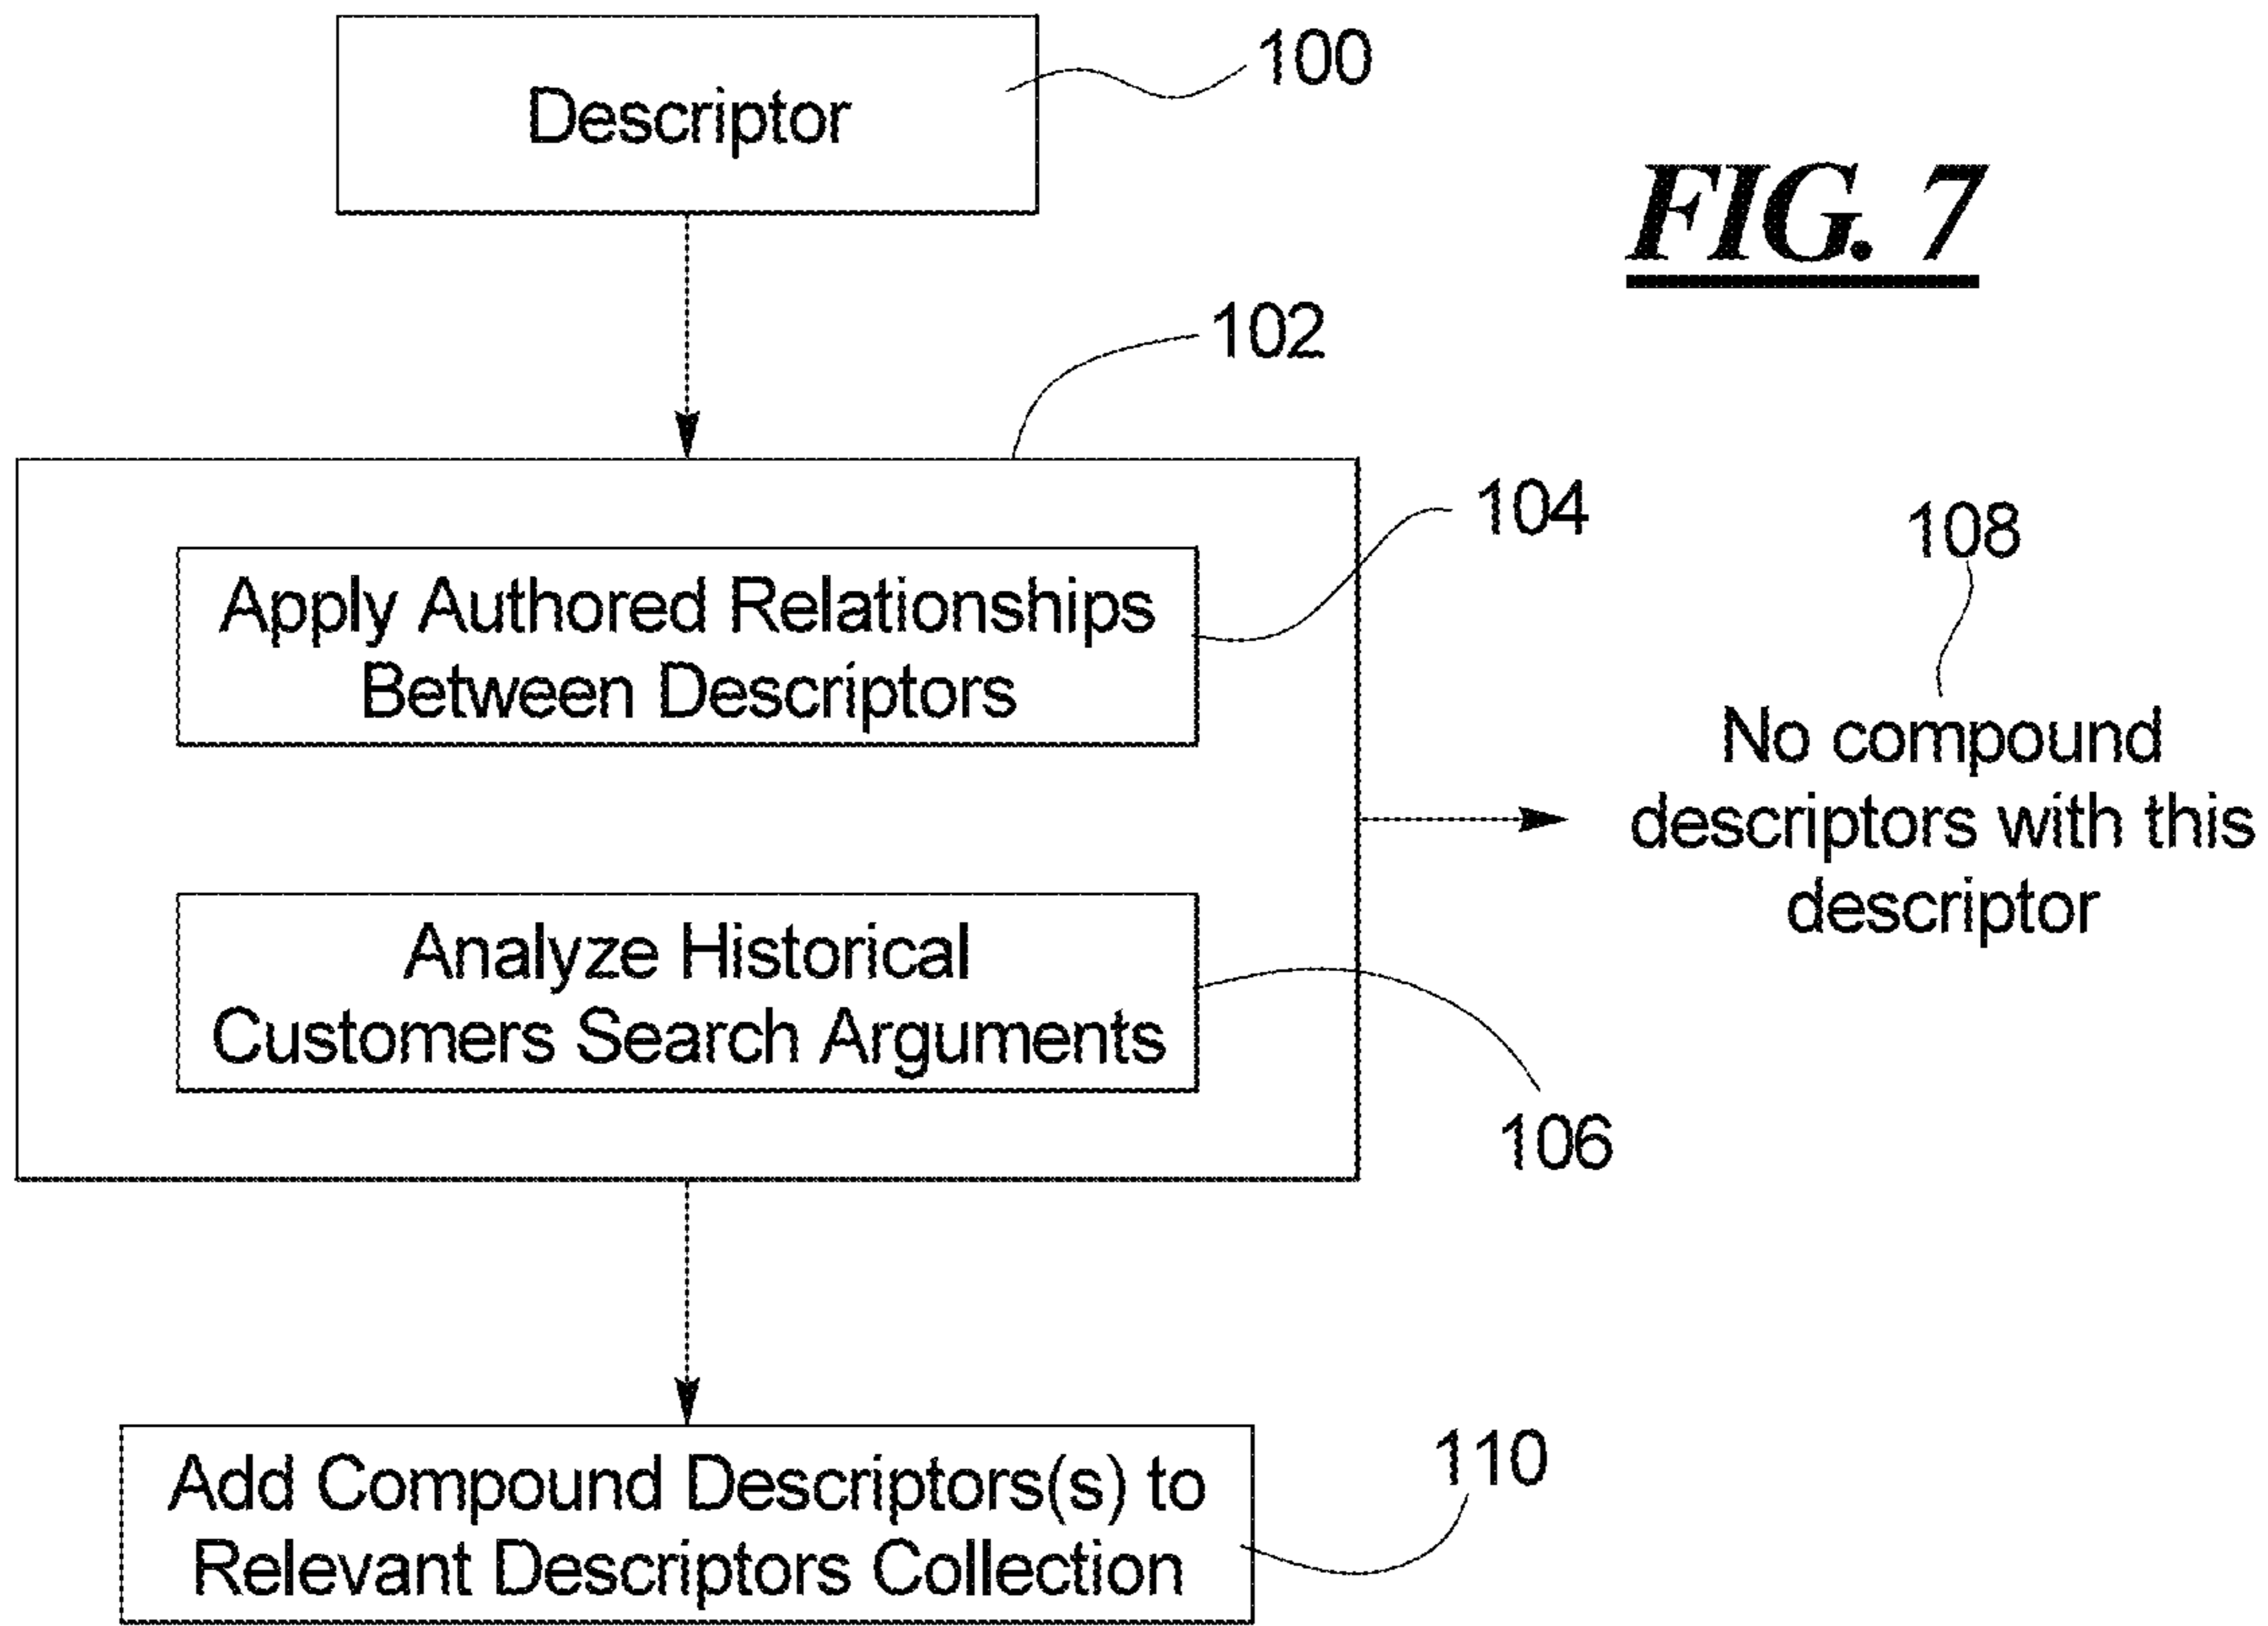 Descriptor
100
FIG. 7
102
104
Apply Authored Relationships
Between Descriptors
108
No compound
descriptors with this
descriptor
Analyze Historical
Customers Search Arguments
106
Add Compound Descriptors(s) to
Relevant Descriptors Collection
110